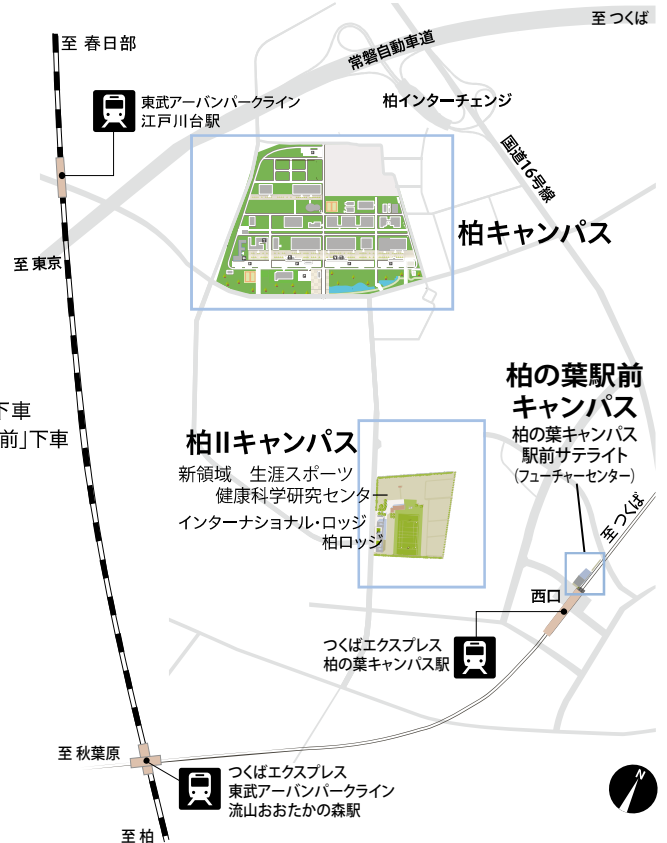 至 つくば
至 春日部
常磐自動車道
東武アーバンパークライン
江戸川台駅
柏インターチェンジ
国道16号線
柏キャンパス
至 東京
柏の葉駅前
キャンパス
柏の葉キャンパス
駅前サテライト
(フューチャーセンター)
下車
前」下車
柏IIキャンパス
新領域 生涯スポーツ
健康科学研究センター
インターナショナル・ロッジ
柏ロッジ
至 つくば
西口
つくばエクスプレス
柏の葉キャンパス駅
至 秋葉原
つくばエクスプレス
東武アーバンパークライン
流山おおたかの森駅
至 柏
N